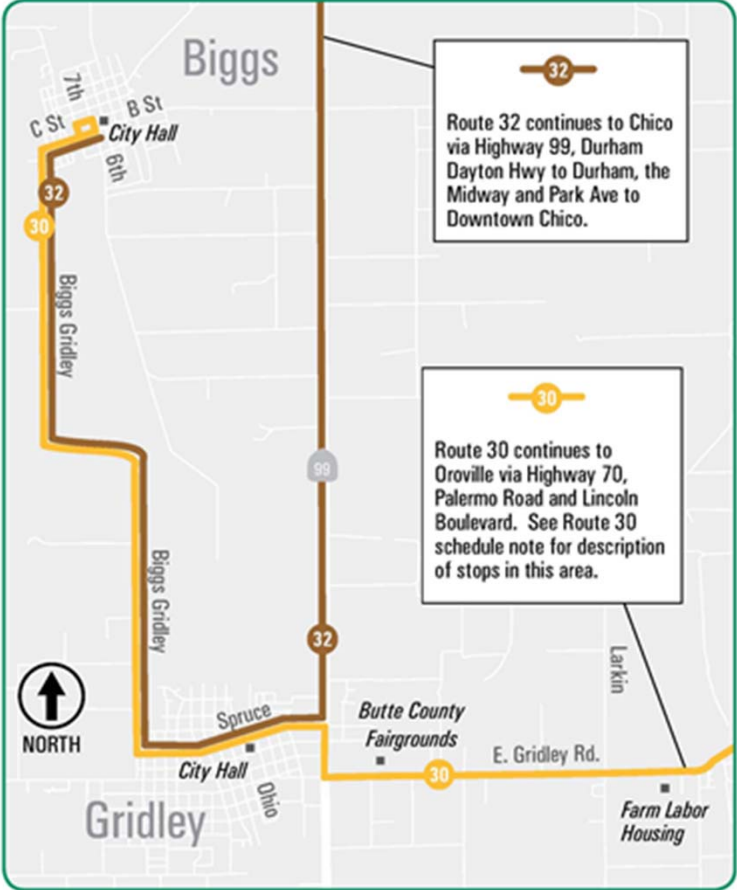 Biggs
7th
B St
C St
City Hall
6th
32
30
Biggs Gridley
32
Route 32 continues to Chico
via Highway 99, Durham
Dayton Hwy to Durham, the
Midway and Park Ave to
Downtown Chico.
99
30
Route 30 continues to
Oroville via Highway 70,
Palermo Road and Lincoln
Boulevard. See Route 30
schedule note for description
of stops in this area.
Biggs Gridley
32
Larkin
NORTH
Spruce
City Hall
Ohio
Gridley
Butte County
Fairgrounds
30
E. Gridley Rd.
Farm Labor
Housing